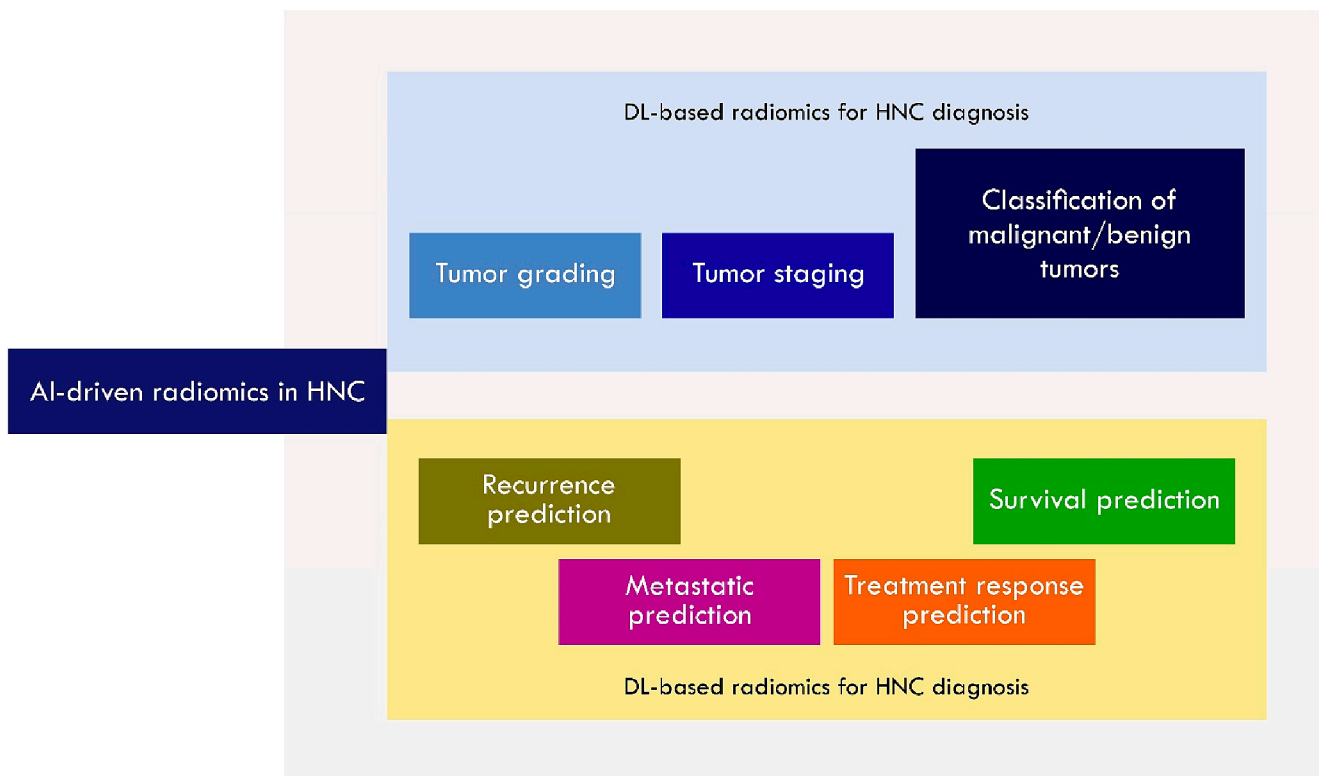 DL-based radiomics for HNC diagnosis
Classification of
malignant/benign
tumors
Tumor grading
Tumor staging
AI-driven radiomics in HNC
Recurrence
prediction
Survival prediction
Metastatic
prediction
Treatment response
prediction
DL-based radiomics for HNC diagnosis